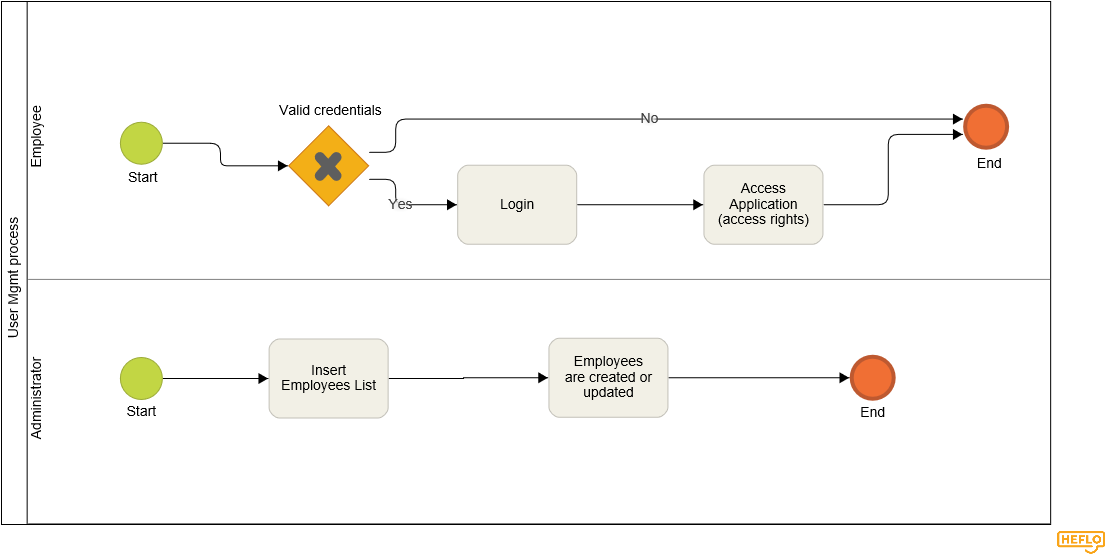 User Mgmt process
Employee
Valid credentials
Start
No
Yes
Login
Access
Application
(access rights)
End
Administrator
Start
Insert
Employees List
Employees
are created or
updated
End
HEFLO